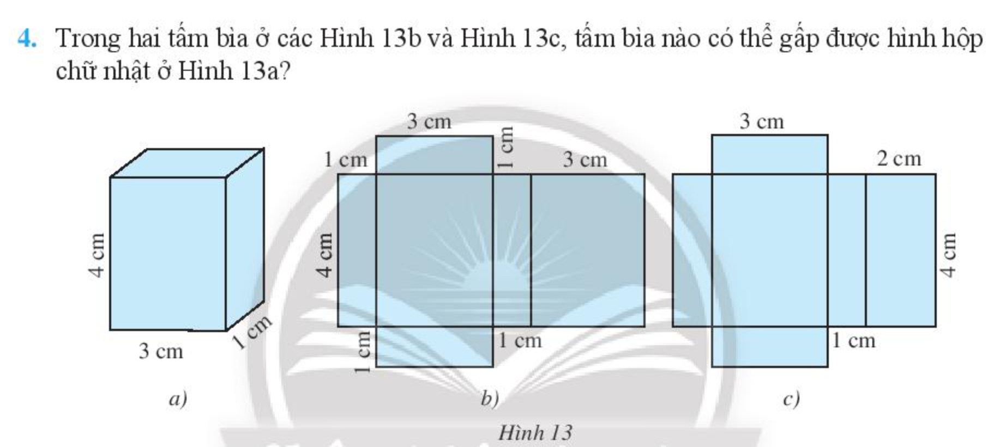 4. Trong hai tấm bìa ở các Hình 13b và Hình 13c, tấm bìa nào có thể gấp được hình hộp
chữ nhật ở Hình 13a?
3 cm
3 cm
1 cm
1 cm
3 cm
2 cm
4 cm
4 cm
4 cm
3 cm
1 cm
1 cm
1 cm
1 cm
a)
b)
c)
Hình 13